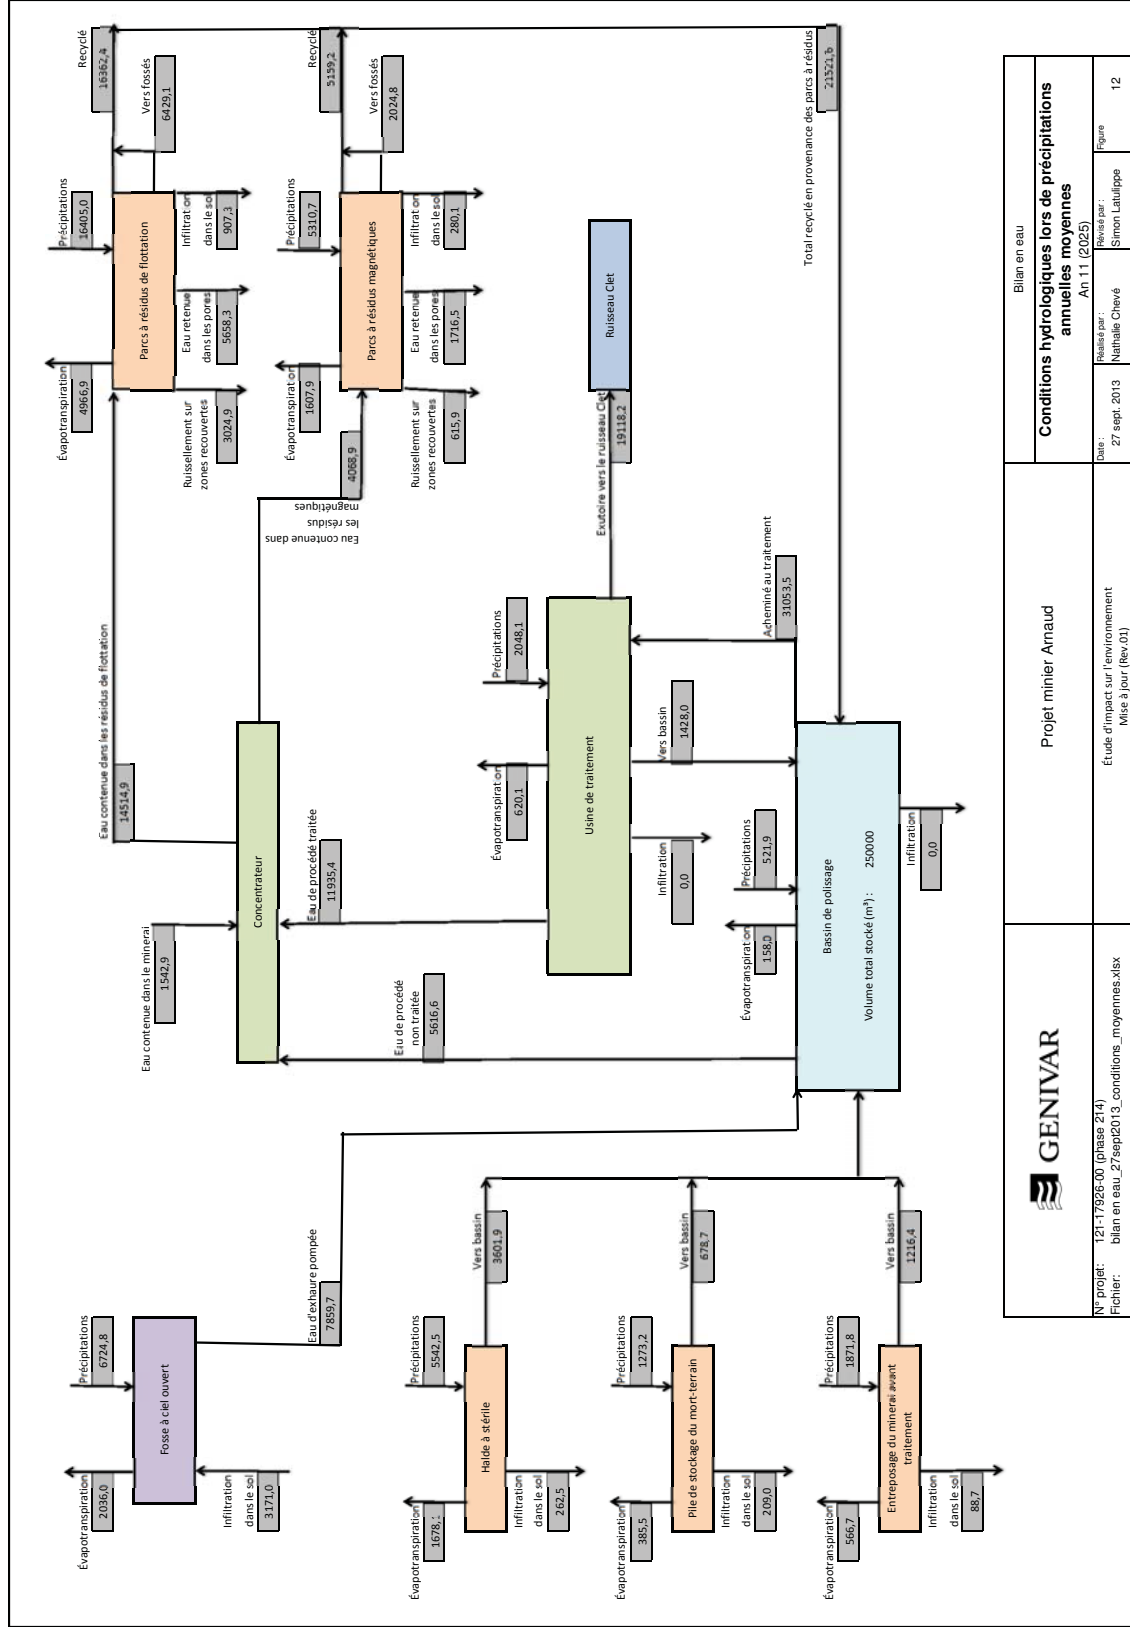 Évapotranspiration
2036,0
Précipitations
6724,8
Fosse à ciel ouvert
Infiltration
dans le sol
3171,0
Eau d'exhaure pompée
7859,7
Évapotranspiration
Précipitations
5542,5
Halde à stérile
Infiltration
dans le sol
262,5
Vers bassin
3601,9
Évapotranspiration
385,5
Précipitations
1273,2
Pile de stockage du mort-terrain
Infiltration
dans le sol
209,0
Vers bassin
678,7
Évapotranspiration
566,7
Précipitations
1871,8
Entreposage du minerai avant
traitement
Infiltration
dans le sol
88,7
Vers bassin
1216,4
Eau contenue dans le minerai
1542,9
Concentrateur
Eau contenue dans les résidus de flottation
14514,9
Eau de procédé
non traitée
5616,6
Eau de procédé traitée
11935,4
Eau contenue dans
les résidus
magnétiques
4068,9
Évapotranspiration
620,1
Précipitations
2048,1
Usine de traitement
Infiltration
0,0
Vers bassin
1428,0
Acheminé au traitement
31053,5
Exutoire vers le ruisseau Clet
19118,2
Ruisseau Clet
Évapotranspiration
158,0
Précipitations
521,9
Bassin de polissage
Volume total stocké (m³) : 250000
Infiltration
0,0
Évapotranspiration
4966,9
Précipitations
16405,0
Parcs à résidus de flottation
Ruissellement sur
zones recouvertes
3024,9
Eau retenue
dans les pores
5658,3
Infiltration
dans le sol
907,3
Vers fossés
6429,1
Recyclé
16362,4
Évapotranspiration
1607,9
Précipitations
5310,7
Parcs à résidus magnétiques
Ruissellement sur
zones recouvertes
615,9
Eau retenue
dans les pores
1716,5
Infiltration
dans le sol
280,1
Vers fossés
2024,8
Recyclé
5159,2
Total recyclé en provenance des parcs à résidus
21521,6
GENIVAR
N° projet: 121-17926-00 (phase 214)
Fichier: bilan en eau_27sept2013_conditions_moyennes.xlsx
Projet minier Arnaud
Étude d'impact sur l'environnement
Mise à jour (Rev.01)
Bilan en eau
Conditions hydrologiques lors de précipitations
annuelles moyennes
An 11 (2025)
Date : 27 sept. 2013
Réalisé par : Nathalie Chevé
Révisé par : Simon Latulippe
Figure 12